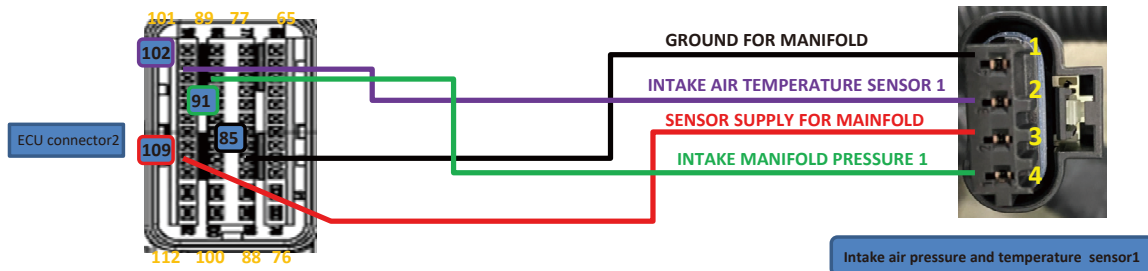 101 89 77 65
102
91
85
109
ECU connector2
112 100 88 76
GROUND FOR MANIFOLD
INTAKE AIR TEMPERATURE SENSOR 1
SENSOR SUPPLY FOR MAINFOLD
INTAKE MANIFOLD PRESSURE 1
1
2
3
4
Intake air pressure and temperature sensor1